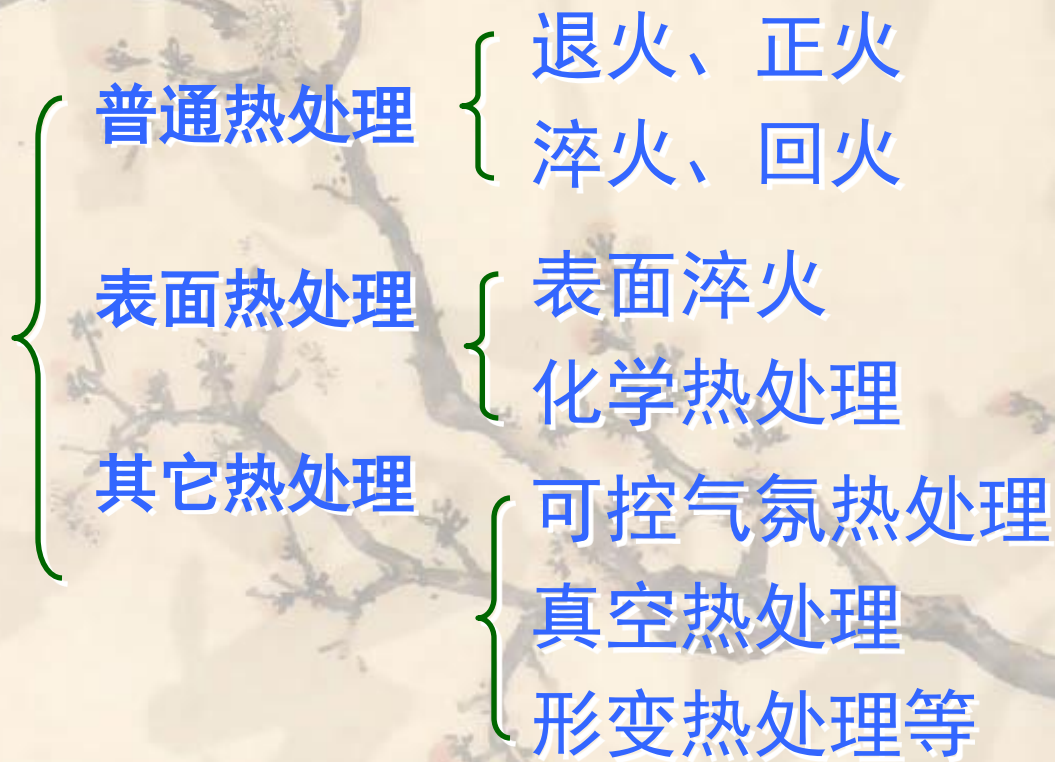 普通热处理
退火、正火
淬火、回火
表面热处理
表面淬火
化学热处理
其它热处理
可控气氛热处理
真空热处理
形变热处理等